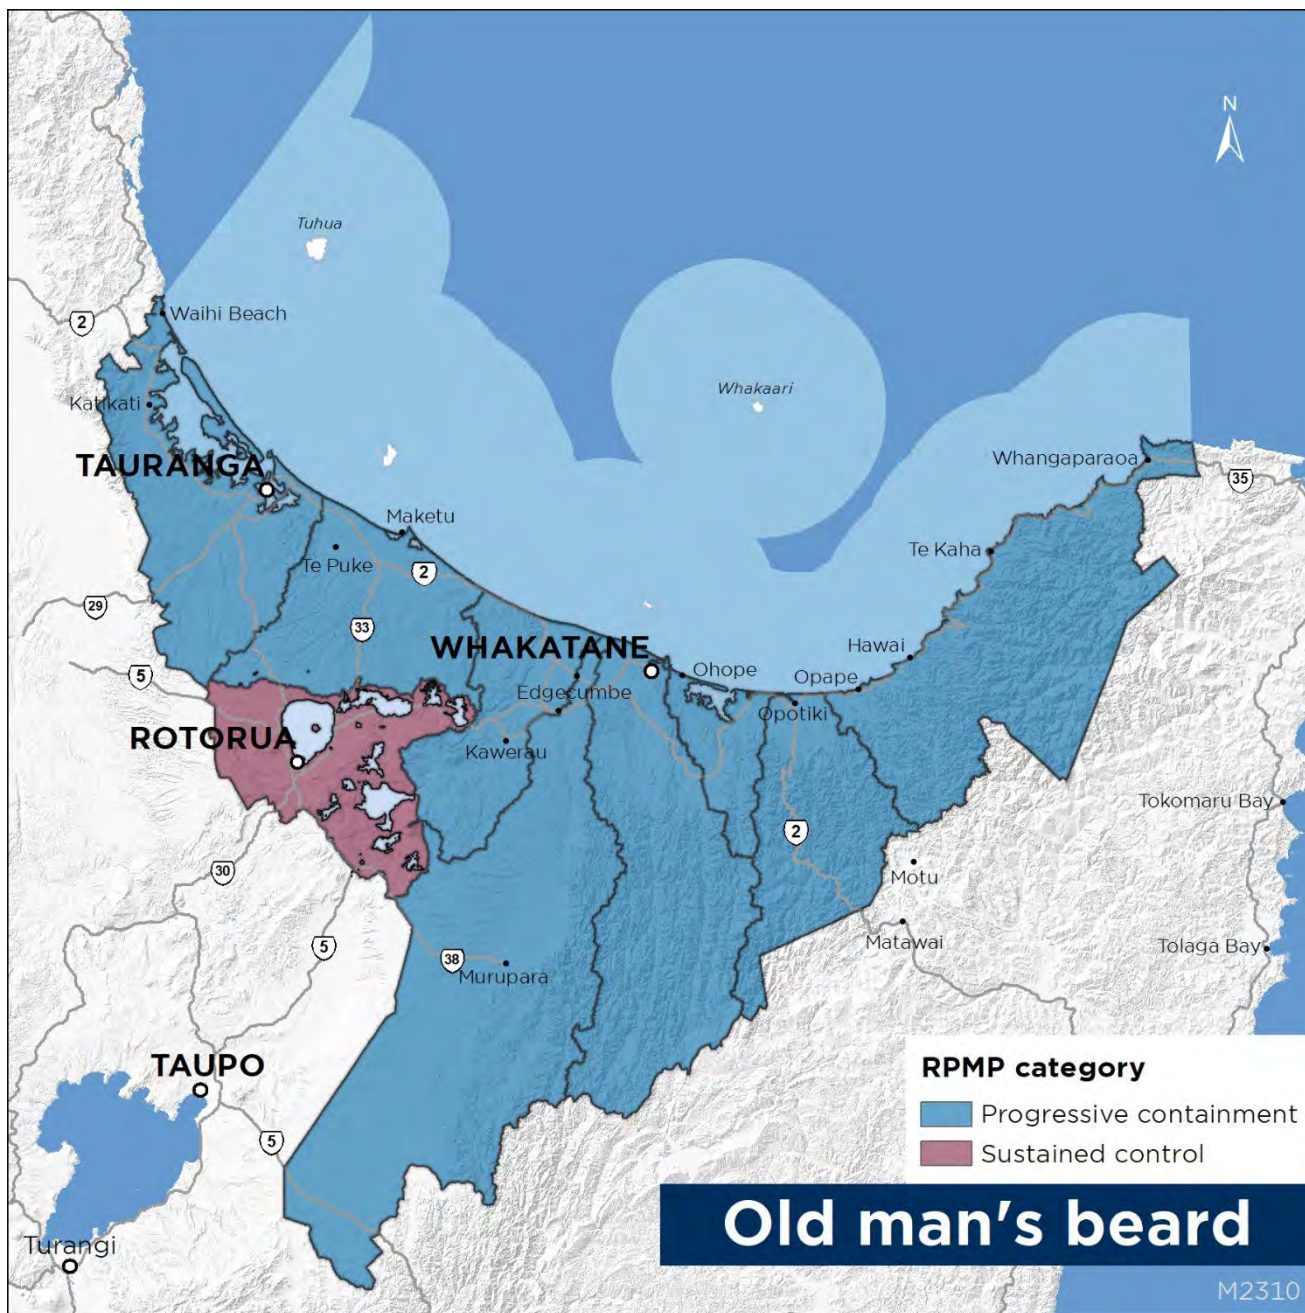 N
Tuhua
Waihi Beach
2
Whakaari
Katikati
TAURANGA
Whangaparaoa
35
Maketu
Te Kaha
Te Puke
2
29
33
WHAKATANE
Hawai
Ohope
Opape
5
Edgecumbe
Opotiki
ROTORUA
Kawerau
Tokomaru Bay
2
30
Motu
Matawai
5
Tolaga Bay
38
Murupara
TAUPO
RPMP category
Progressive containment
5
Sustained control
Old man's beard
Turangi
M2310